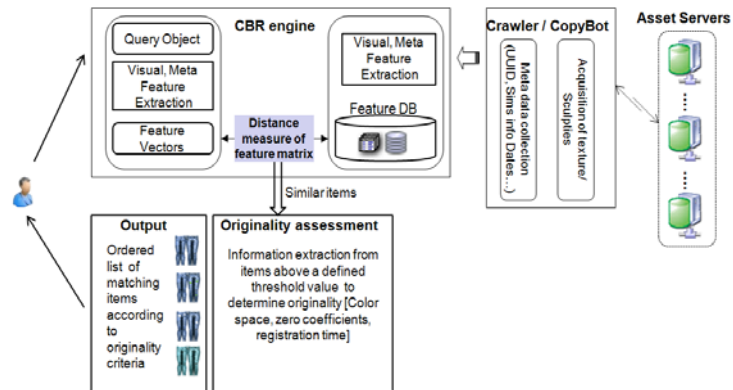 CBR engine
Query Object
Visual, Meta
Feature
Extraction
Feature
Vectors
Distance
measure of
feature matrix
Visual, Meta
Feature
Extraction
Feature DB
Crawler / CopyBot
Meta data collection
(UUID, Sims Info Dates...)
Acquisition of texture/
Sculpties
Asset Servers
Similar items
Output
Ordered
list of
matching
items
according
to
originality
criteria
Originality assessment
Information extraction from
items above a defined
threshold value to
determine originality [Color
space, zero coefficients,
registration time]